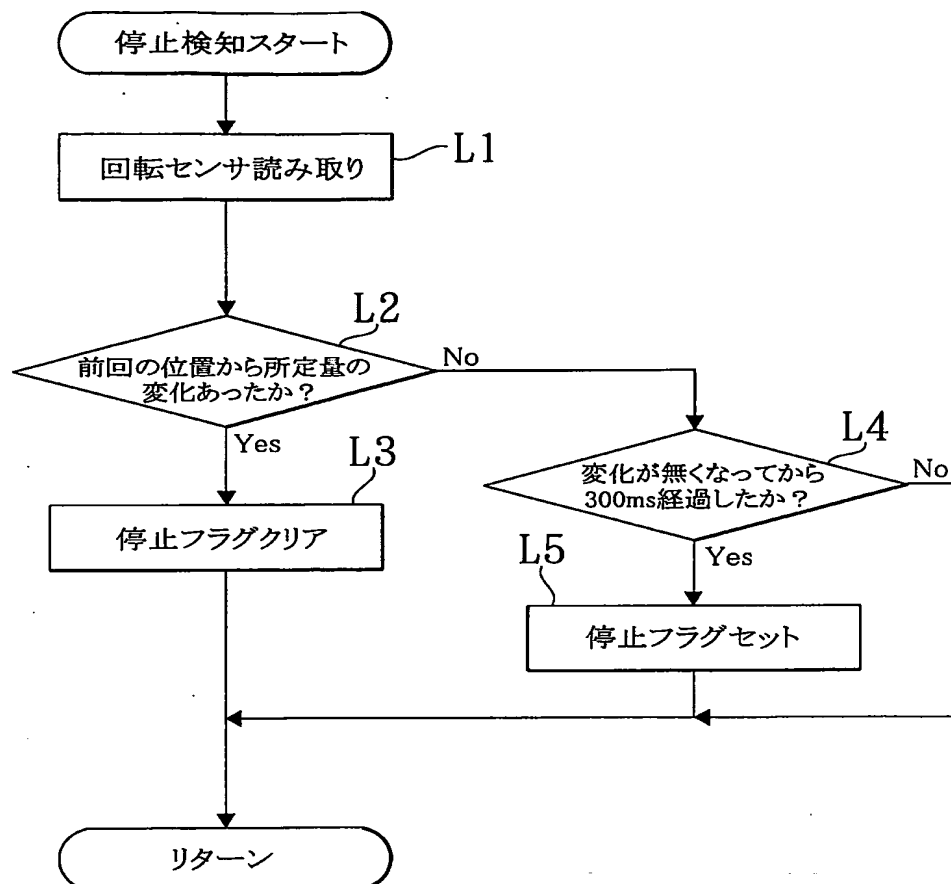 停止検知スタート
回転センサ読み取り
L1
L2
前回の位置から所定量の
変化あったか？
No
Yes
L3
停止フラグクリア
L4
変化が無くなってから
300ms経過したか？
No
Yes
L5
停止フラグセット
リターン